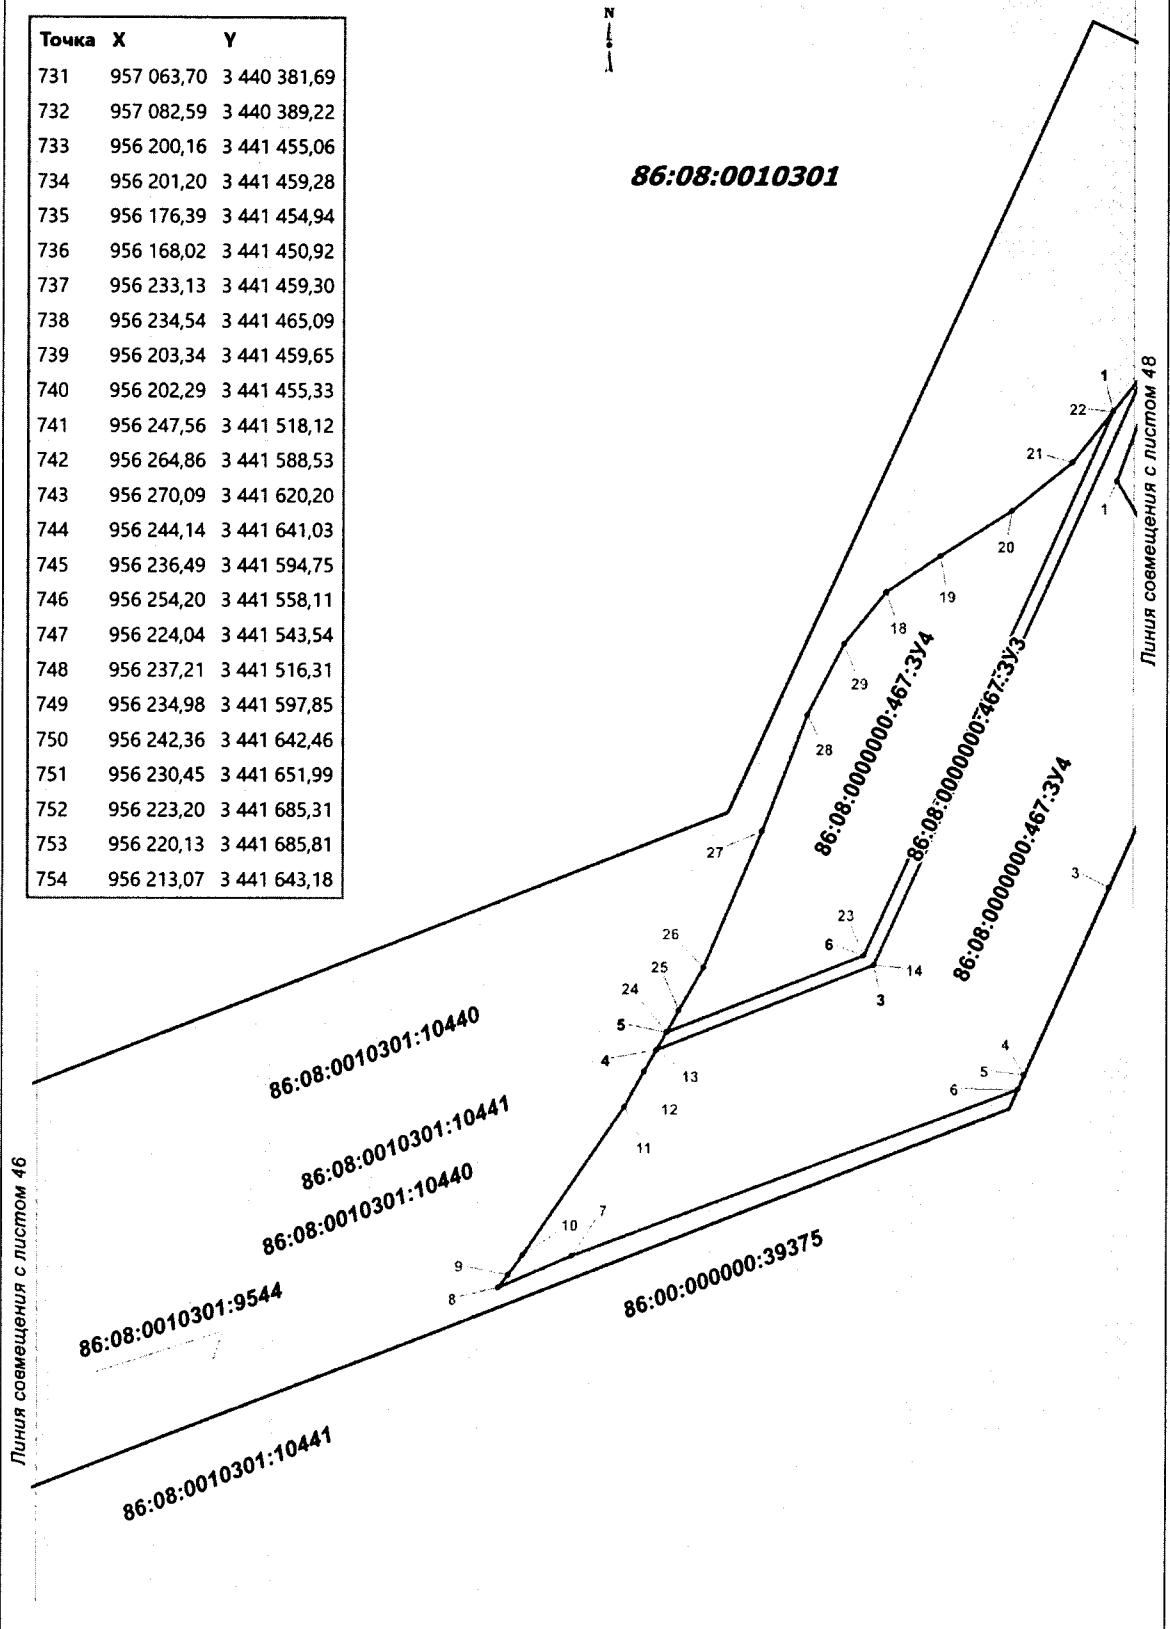 N
Точка X Y
731 957 063,70 3 440 381,69
732 957 082,59 3 440 389,22
733 956 200,16 3 441 455,06
734 956 201,20 3 441 459,28
735 956 176,39 3 441 454,94
736 956 168,02 3 441 450,92
737 956 233,13 3 441 459,30
738 956 234,54 3 441 465,09
739 956 203,34 3 441 459,65
740 956 202,29 3 441 455,33
741 956 247,56 3 441 518,12
742 956 264,86 3 441 588,53
743 956 270,09 3 441 620,20
744 956 244,14 3 441 641,03
745 956 236,49 3 441 594,75
746 956 254,20 3 441 558,11
747 956 224,04 3 441 543,54
748 956 237,21 3 441 516,31
749 956 234,98 3 441 597,85
750 956 242,36 3 441 642,46
751 956 230,45 3 441 651,99
752 956 223,20 3 441 685,31
753 956 220,13 3 441 685,81
754 956 213,07 3 441 643,18
86:08:0010301
1
22
21
1
20
19
18
29
28
27
26
25
24
23
6
14
3
5
4
13
12
11
3
4
5
6
7
10
9
8
86:08:0000000:467:ЗУ4
86:08:0000000:467:ЗУ3
86:08:0000000:467:ЗУ4
86:08:0010301:10440
86:08:0010301:10441
86:08:0010301:10440
86:08:0010301:9544
86:00:000000:39375
86:08:0010301:10441
Линия совмещения с листом 46
Линия совмещения с листом 48